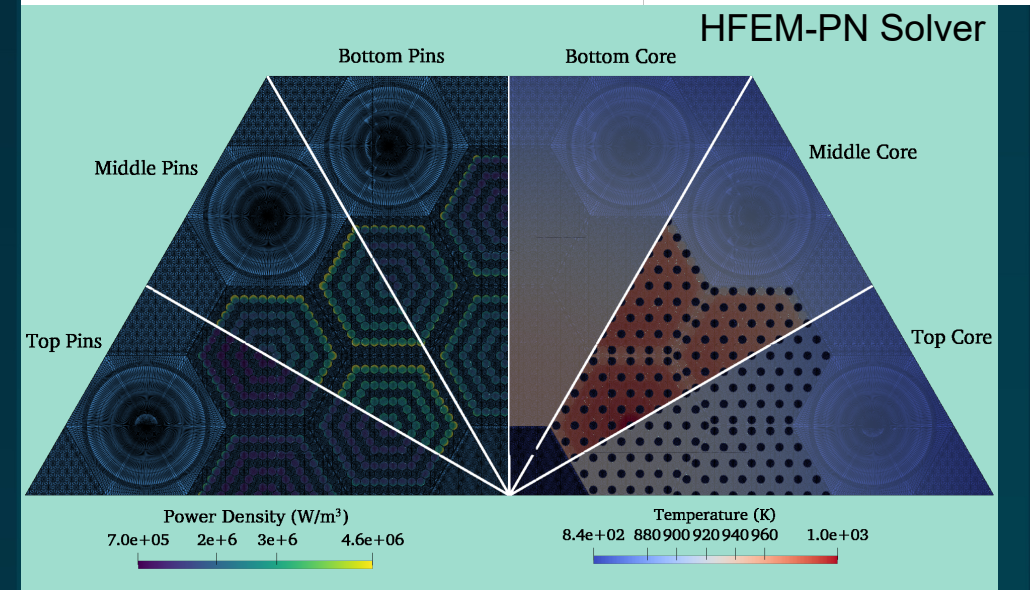 HFEM-PN Solver
Bottom Pins
Bottom Core
Middle Pins
Middle Core
Top Pins
Top Core
Power Density (W/m³)
7.0e+05 2e+6 3e+6 4.6e+06
Temperature (K)
8.4e+02 880 900 920 940 960 1.0e+03